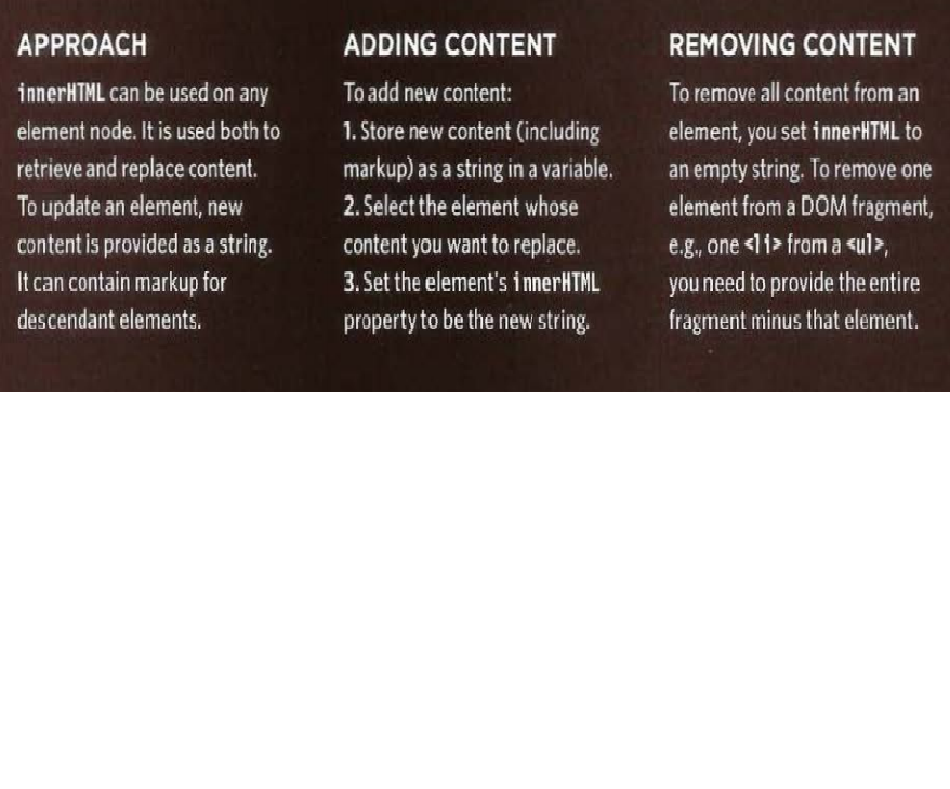 APPROACH
innerHTML can be used on any
element node. It is used both to
retrieve and replace content.
To update an element, new
content is provided as a string.
It can contain markup for
descendant elements.
ADDING CONTENT
To add new content:
1. Store new content (including
markup) as a string in a variable.
2. Select the element whose
content you want to replace.
3. Set the element's innerHTML
property to be the new string.
REMOVING CONTENT
To remove all content from an
element, you set innerHTML to
an empty string. To remove one
element from a DOM fragment,
e.g., one <li> from a <ul>,
you need to provide the entire
fragment minus that element.